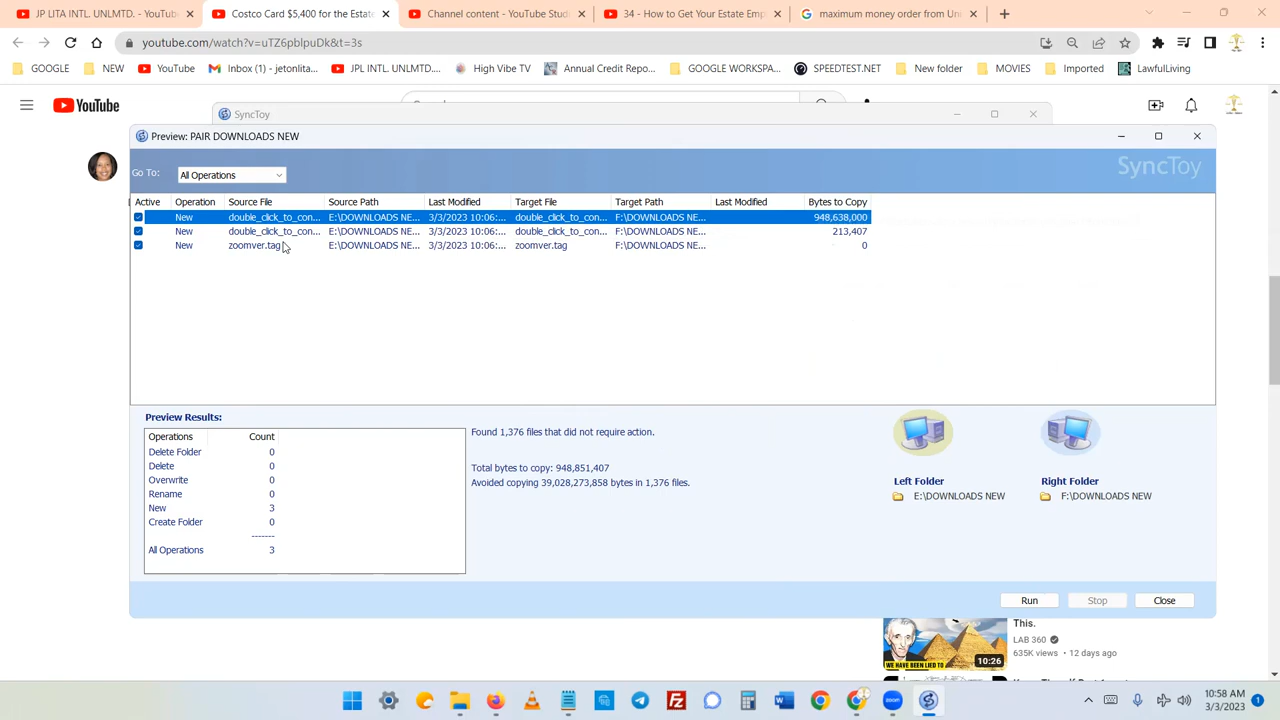 JP LITA INTL. UNLMTD.
Costco Card $5,400 for the Estate
Channel content - YouTube Stud
34 - How to Get Your Estate Emp
maximum money order from Un
youtube.com/watch?v=uTZ6pblpuDk&t=3s
GOOGLE
NEW
YouTube
Inbox (1) - jetonlita...
JPL INTL. UNLMTD....
High Vibe TV
Annual Credit Repo...
GOOGLE WORKSPA...
SPEEDTEST.NET
New folder
MOVIES
Imported
LawfulLiving
YouTube
SyncToy
Preview: PAIR DOWNLOADS NEW
Go To:
All Operations
SyncToy
Active Operation Source File Source Path Last Modified Target File Target Path Last Modified Bytes to Copy
New double_click_to_con... E:\DOWNLOADS NE... 3/3/2023 10:06:... double_click_to_con... F:\DOWNLOADS NE... 948,638,000
New double_click_to_con... E:\DOWNLOADS NE... 3/3/2023 10:06:... double_click_to_con... F:\DOWNLOADS NE... 213,407
New zoomver.tag E:\DOWNLOADS NE... 3/3/2023 10:06:... zoomver.tag F:\DOWNLOADS NE... 0
Preview Results:
Operations Count
Delete Folder 0
Delete 0
Overwrite 0
Rename 0
New 3
Create Folder 0
-------
All Operations 3
Found 1,376 files that did not require action.
Total bytes to copy: 948,851,407
Avoided copying 39,028,273,858 bytes in 1,376 files.
Left Folder
E:\DOWNLOADS NEW
Right Folder
F:\DOWNLOADS NEW
Run
Stop
Close
This.
LAB 360
635K views • 12 days ago
WE HAVE BEEN LIED TO
10:26
zoom
10:58 AM
3/3/2023
1